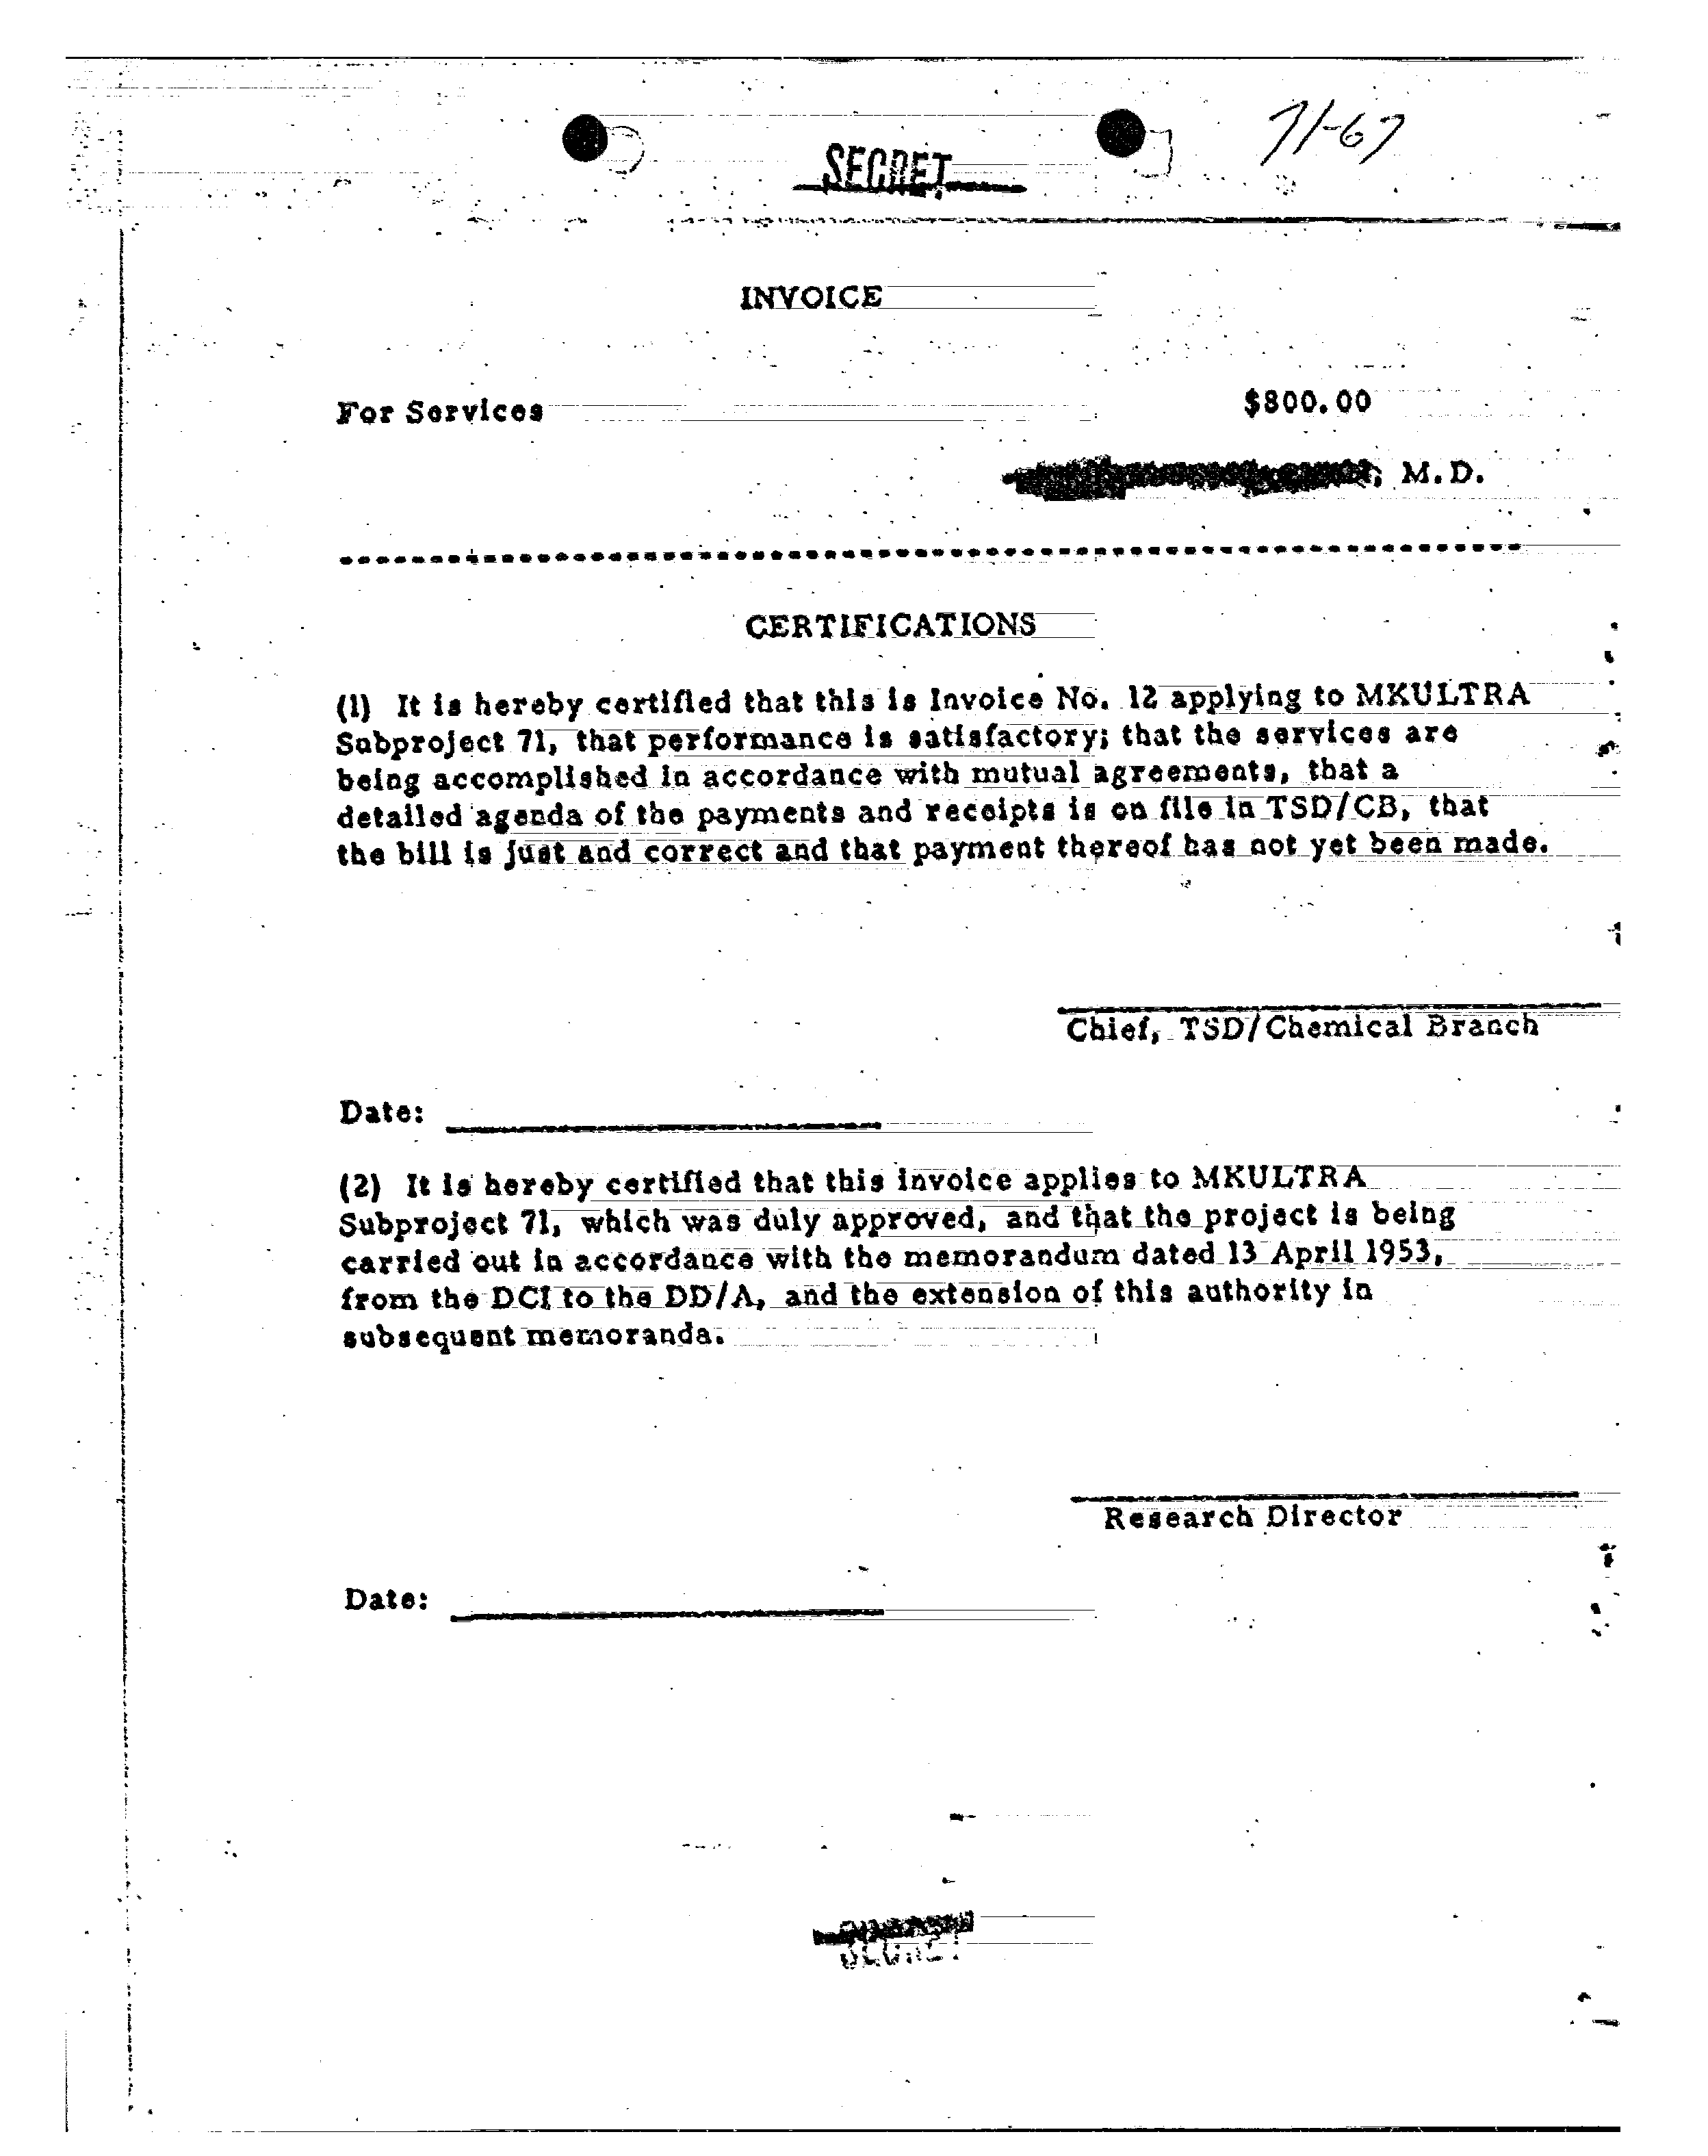 71-67
SECRET
INVOICE
For Services $800.00
, M.D.
CERTIFICATIONS
(1) It is hereby certified that this is Invoice No. 12 applying to MKULTRA
Subproject 71, that performance is satisfactory; that the services are
being accomplished in accordance with mutual agreements, that a
detailed agenda of the payments and receipts is on file in TSD/CB, that
the bill is just and correct and that payment thereof has not yet been made.
Chief, TSD/Chemical Branch
Date:
(2) It is hereby certified that this invoice applies to MKULTRA
Subproject 71, which was duly approved, and that the project is being
carried out in accordance with the memorandum dated 13 April 1953,
from the DCI to the DD/A, and the extension of this authority in
subsequent memoranda.
Research Director
Date:
SECRET